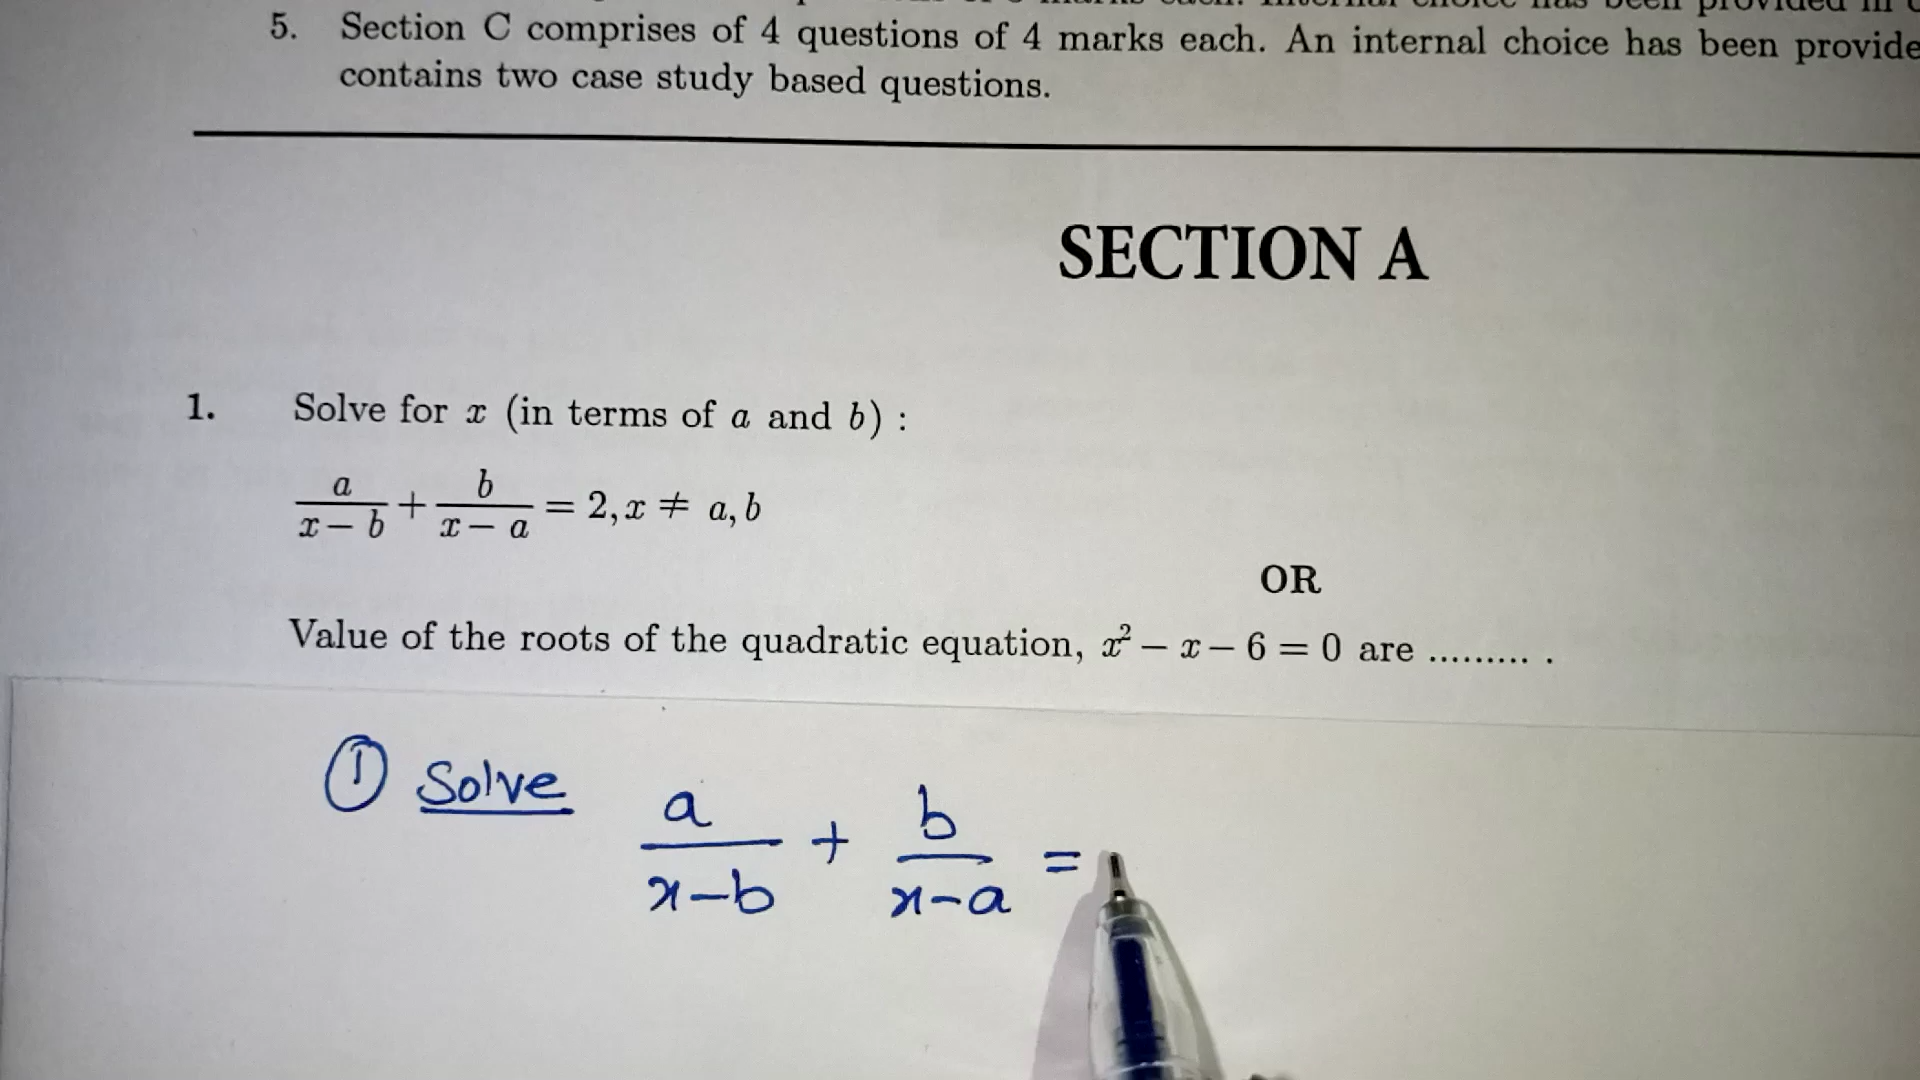 5. Section C comprises of 4 questions of 4 marks each. An internal choice has been provide
contains two case study based questions.
SECTION A
1. Solve for x (in terms of a and b) :
a/(x − b) + b/(x − a) = 2, x ≠ a, b
OR
Value of the roots of the quadratic equation, x² − x − 6 = 0 are ......... .
① Solve a/(x−b) + b/(x−a) =